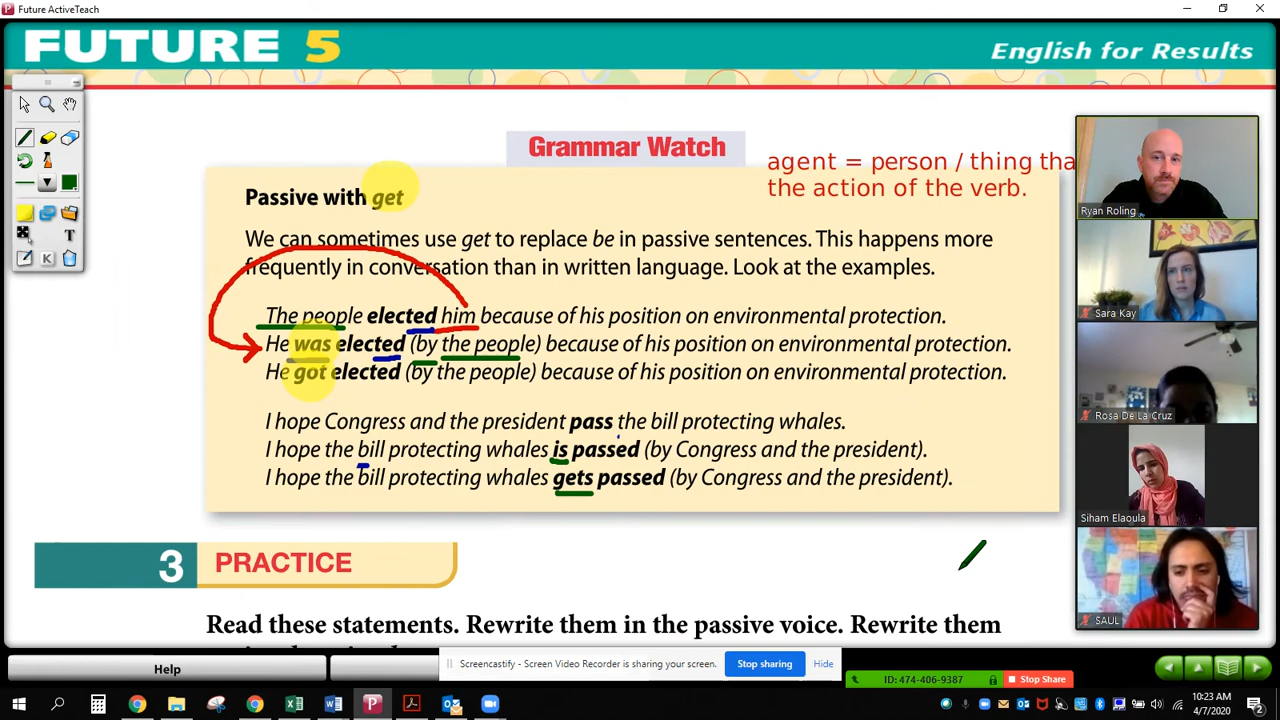 Future ActiveTeach
FUTURE 5
English for Results
Grammar Watch
agent = person / thing tha
the action of the verb.
Passive with get
We can sometimes use get to replace be in passive sentences. This happens more
frequently in conversation than in written language. Look at the examples.
The people elected him because of his position on environmental protection.
He was elected (by the people) because of his position on environmental protection.
He got elected (by the people) because of his position on environmental protection.
I hope Congress and the president pass the bill protecting whales.
I hope the bill protecting whales is passed (by Congress and the president).
I hope the bill protecting whales gets passed (by Congress and the president).
3 PRACTICE
Read these statements. Rewrite them in the passive voice. Rewrite them
Ryan Roling
Sara Kay
Rosa De La Cruz
Siham Elaoula
SAUL
T
K
Help
Screencastify - Screen Video Recorder is sharing your screen.
Stop sharing
Hide
ID: 474-406-9387
Stop Share
10:23 AM
4/7/2020
2